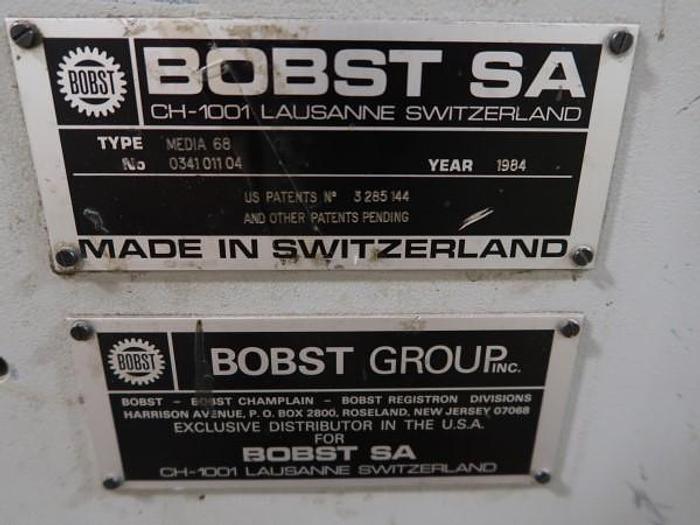 BOBST
BOBST SA
CH-1001 LAUSANNE SWITZERLAND
TYPE MEDIA 68
No 0341 011 04 YEAR 1984
US PATENTS N° 3 285 144
AND OTHER PATENTS PENDING
MADE IN SWITZERLAND
BOBST
BOBST GROUP INC.
BOBST - BOBST CHAMPLAIN - BOBST REGISTRON DIVISIONS
HARRISON AVENUE, P. O. BOX 2800, ROSELAND, NEW JERSEY 07068
EXCLUSIVE DISTRIBUTOR IN THE U.S.A.
FOR
BOBST SA
CH-1001 LAUSANNE SWITZERLAND